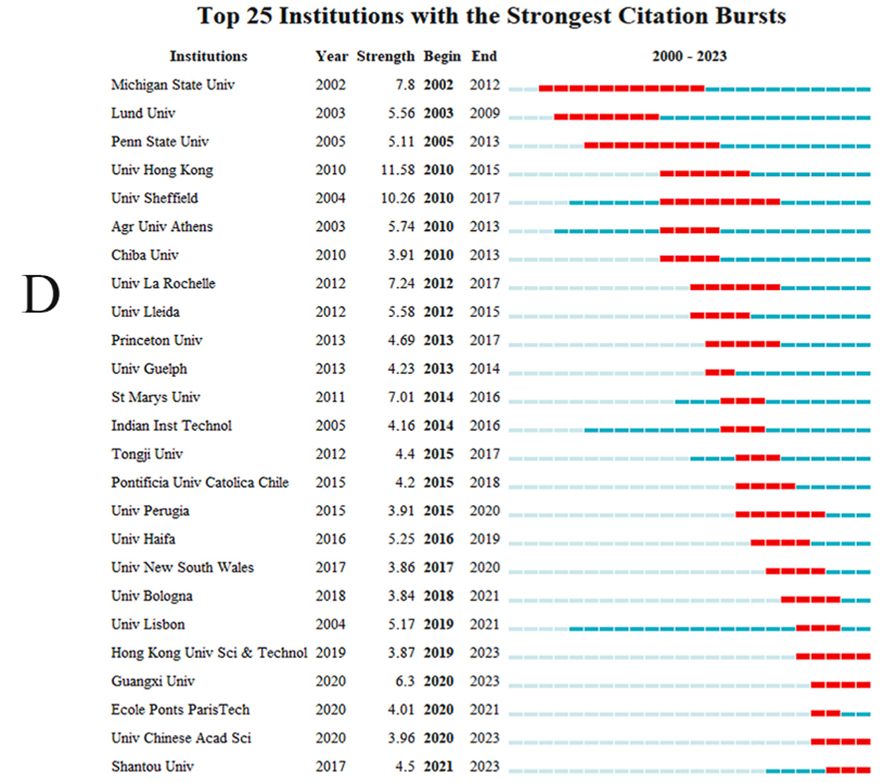 Top 25 Institutions with the Strongest Citation Bursts
Institutions Year Strength Begin End 2000 - 2023
Michigan State Univ 2002 7.8 2002 2012
Lund Univ 2003 5.56 2003 2009
Penn State Univ 2005 5.11 2005 2013
Univ Hong Kong 2010 11.58 2010 2015
Univ Sheffield 2004 10.26 2010 2017
Agr Univ Athens 2003 5.74 2010 2013
Chiba Univ 2010 3.91 2010 2013
D
Univ La Rochelle 2012 7.24 2012 2017
Univ Lleida 2012 5.58 2012 2015
Princeton Univ 2013 4.69 2013 2017
Univ Guelph 2013 4.23 2013 2014
St Marys Univ 2011 7.01 2014 2016
Indian Inst Technol 2005 4.16 2014 2016
Tongji Univ 2012 4.4 2015 2017
Pontificia Univ Catolica Chile 2015 4.2 2015 2018
Univ Perugia 2015 3.91 2015 2020
Univ Haifa 2016 5.25 2016 2019
Univ New South Wales 2017 3.86 2017 2020
Univ Bologna 2018 3.84 2018 2021
Univ Lisbon 2004 5.17 2019 2021
Hong Kong Univ Sci & Technol 2019 3.87 2019 2023
Guangxi Univ 2020 6.3 2020 2023
Ecole Ponts ParisTech 2020 4.01 2020 2021
Univ Chinese Acad Sci 2020 3.96 2020 2023
Shantou Univ 2017 4.5 2021 2023